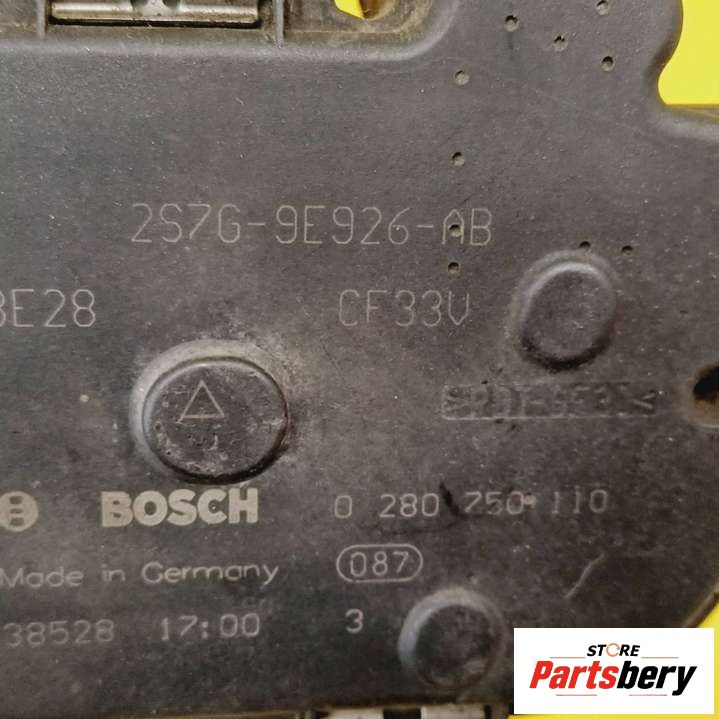 2S7G-9E926-AB
3E28 CF33V
BOSCH 0 280 750 110
Made in Germany 087
38528 17:00 3
STORE
Partsbery